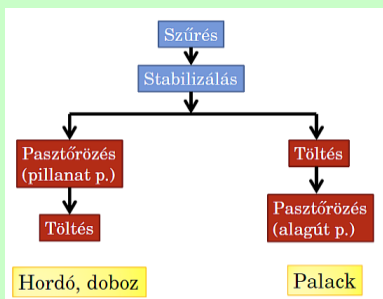 Szűrés
Stabilizálás
Pasztőrözés
(pillanat p.)
Töltés
Töltés
Pasztőrözés
(alagút p.)
Hordó, doboz
Palack